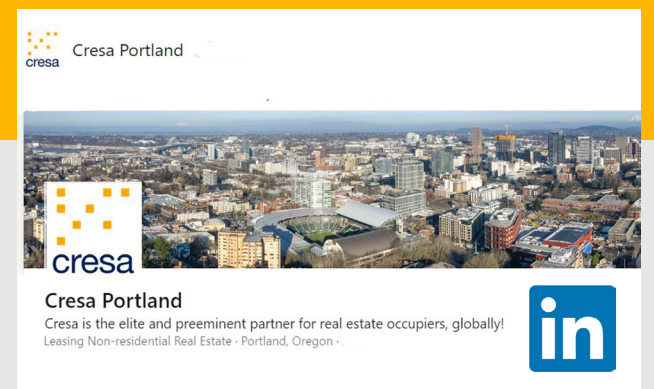 cresa
Cresa Portland
cresa
Cresa Portland
Cresa is the elite and preeminent partner for real estate occupiers, globally!
Leasing Non-residential Real Estate · Portland, Oregon ·
in